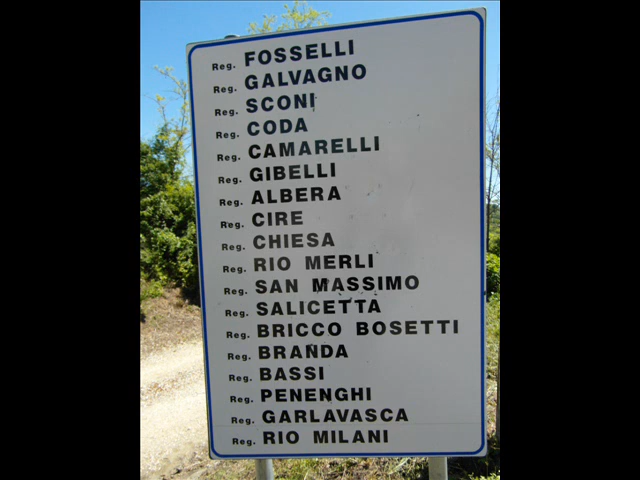 Reg. FOSSELLI
Reg. GALVAGNO
Reg. SCONI
Reg. CODA
Reg. CAMARELLI
Reg. GIBELLI
Reg. ALBERA
Reg. CIRE
Reg. CHIESA
Reg. RIO MERLI
Reg. SAN MASSIMO
Reg. SALICETTA
Reg. BRICCO BOSETTI
Reg. BRANDA
Reg. BASSI
Reg. PENENGHI
Reg. GARLAVASCA
Reg. RIO MILANI